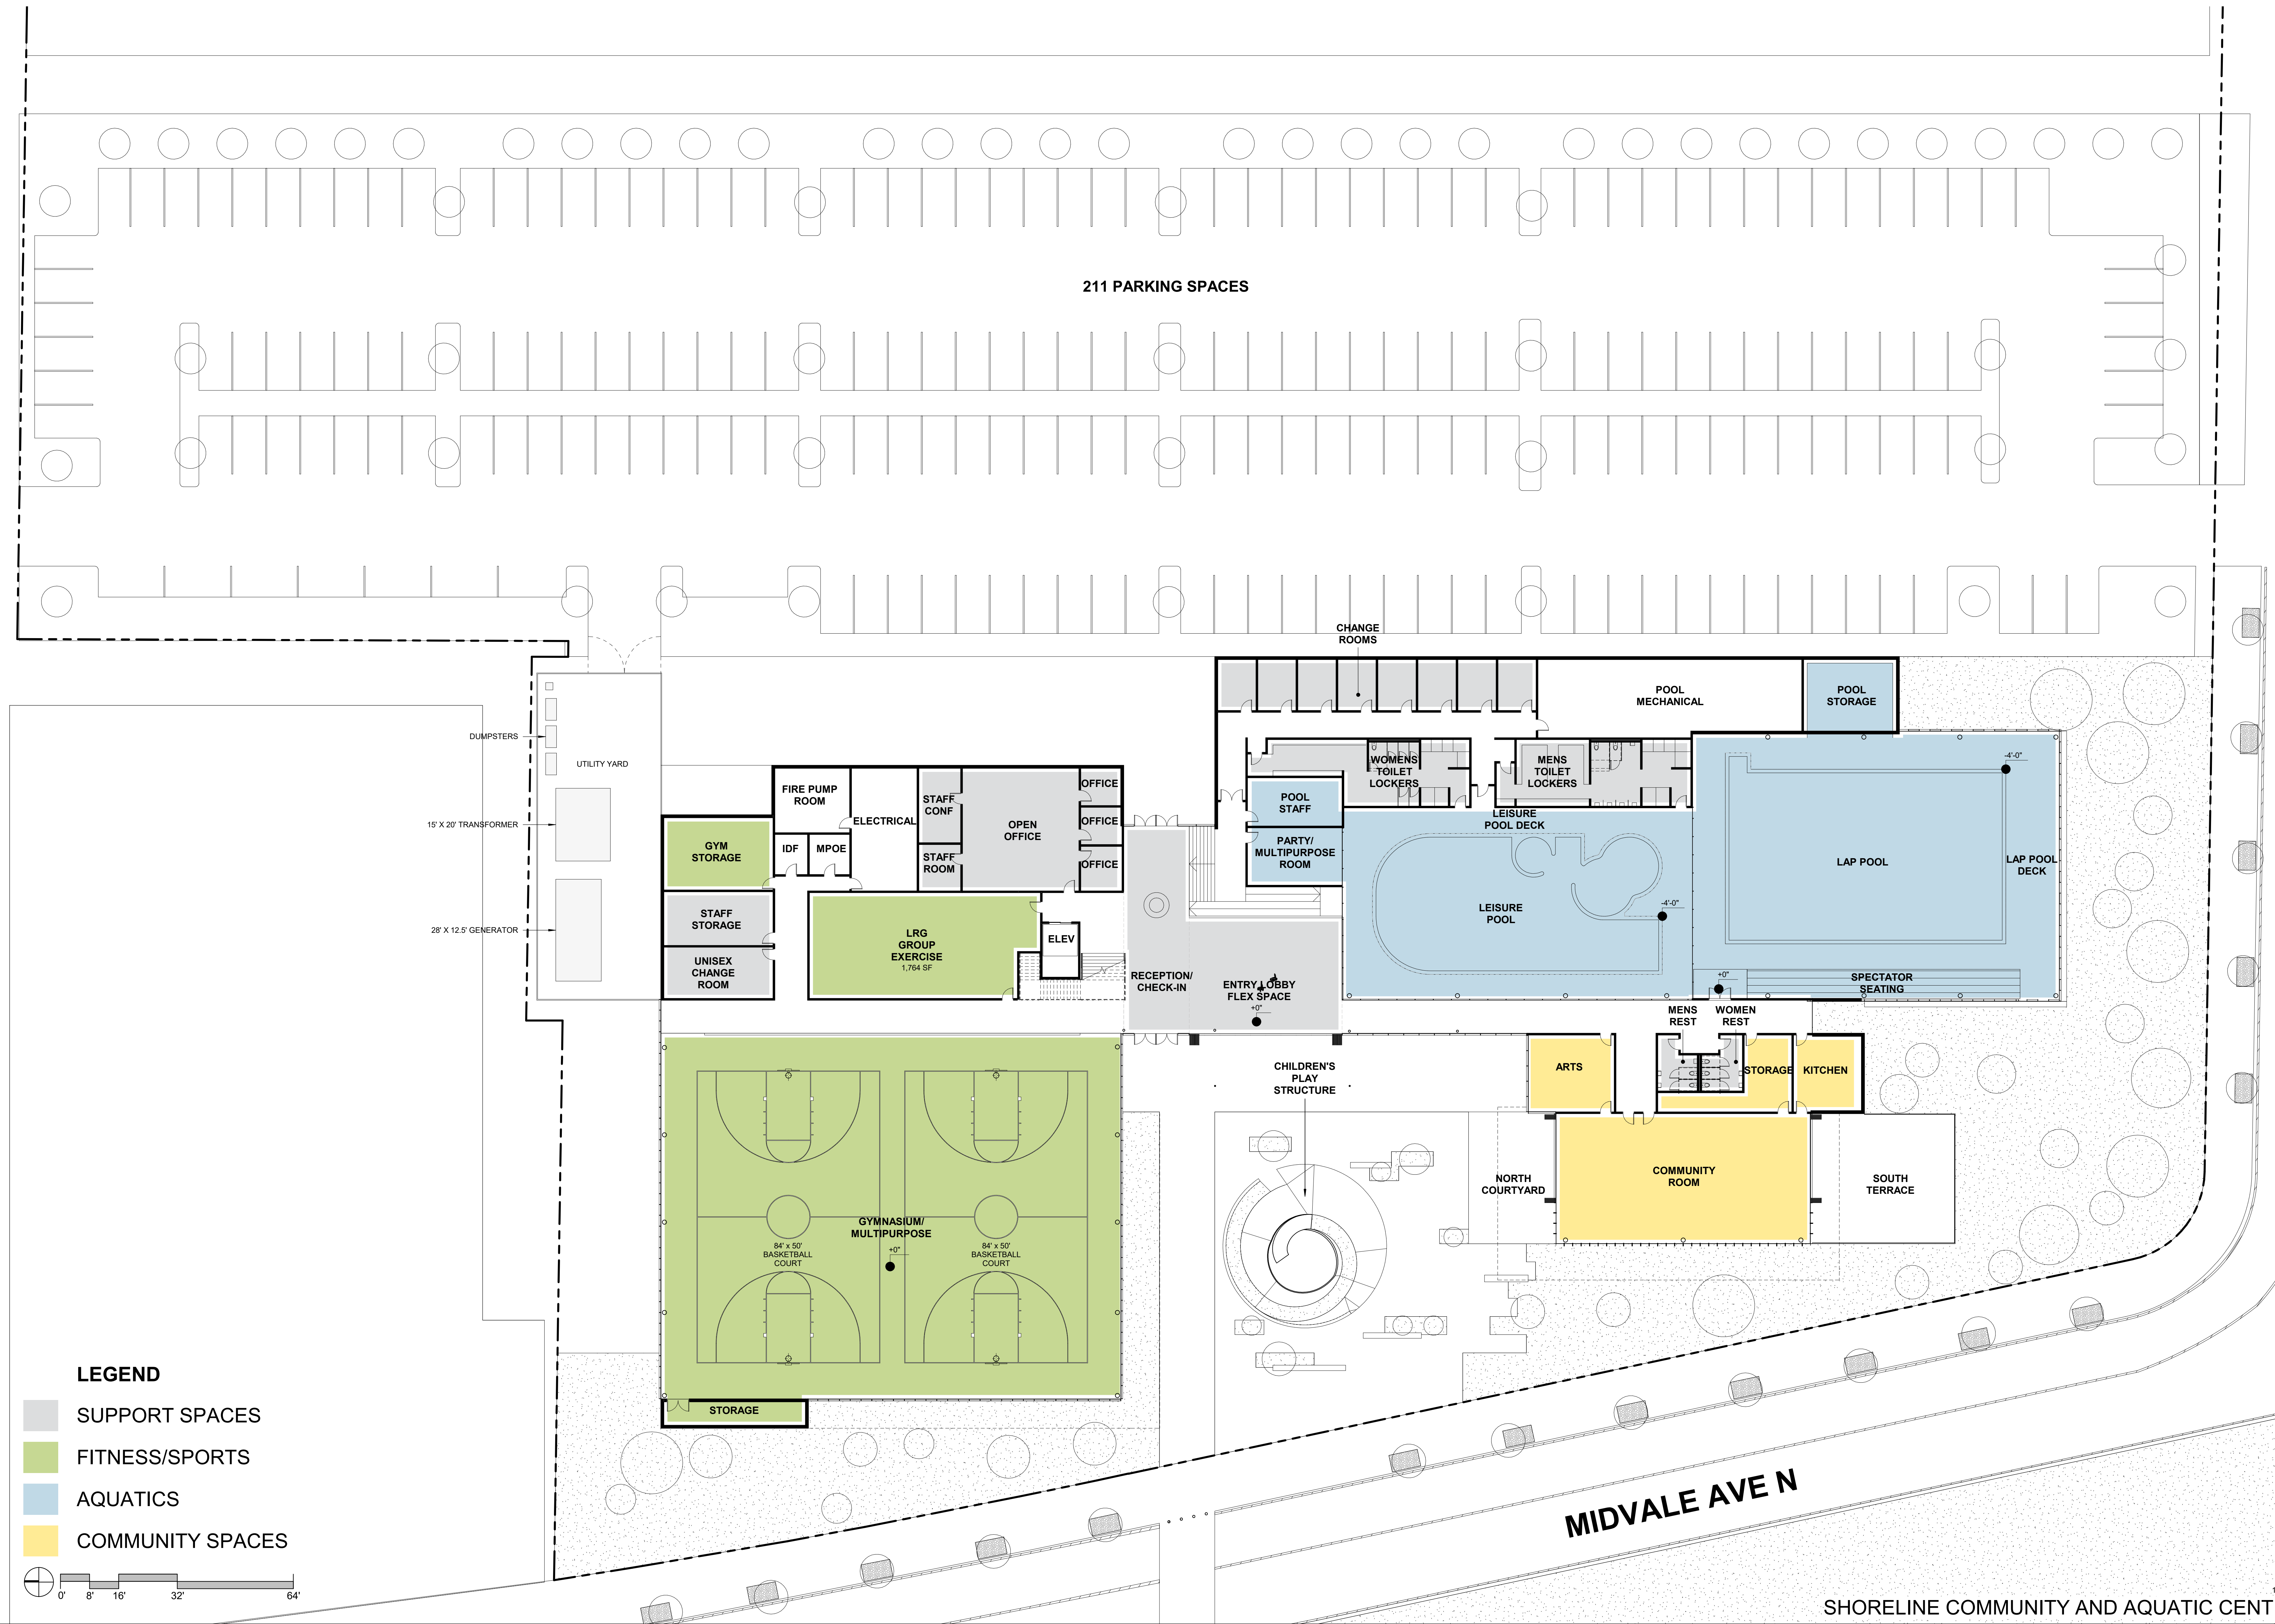 211 PARKING SPACES
CHANGE
ROOMS
POOL
MECHANICAL
POOL
STORAGE
DUMPSTERS
UTILITY YARD
15' X 20' TRANSFORMER
28' X 12.5' GENERATOR
FIRE PUMP
ROOM
ELECTRICAL
IDF
MPOE
STAFF
CONF
STAFF
ROOM
OPEN
OFFICE
OFFICE
OFFICE
OFFICE
GYM
STORAGE
STAFF
STORAGE
UNISEX
CHANGE
ROOM
LRG
GROUP
EXERCISE
1,764 SF
ELEV
RECEPTION/
CHECK-IN
ENTRY LOBBY
FLEX SPACE
+0"
WOMENS
TOILET
LOCKERS
MENS
TOILET
LOCKERS
POOL
STAFF
PARTY/
MULTIPURPOSE
ROOM
LEISURE
POOL DECK
LEISURE
POOL
-4'-0"
LAP POOL
-4'-0"
LAP POOL
DECK
SPECTATOR
SEATING
+0"
MENS
REST
WOMEN
REST
ARTS
STORAGE
KITCHEN
CHILDREN'S
PLAY
STRUCTURE
NORTH
COURTYARD
COMMUNITY
ROOM
SOUTH
TERRACE
GYMNASIUM/
MULTIPURPOSE
+0"
84' x 50'
BASKETBALL
COURT
84' x 50'
BASKETBALL
COURT
STORAGE
LEGEND
SUPPORT SPACES
FITNESS/SPORTS
AQUATICS
COMMUNITY SPACES
0' 8' 16' 32' 64'
MIDVALE AVE N
SHORELINE COMMUNITY AND AQUATIC CENT